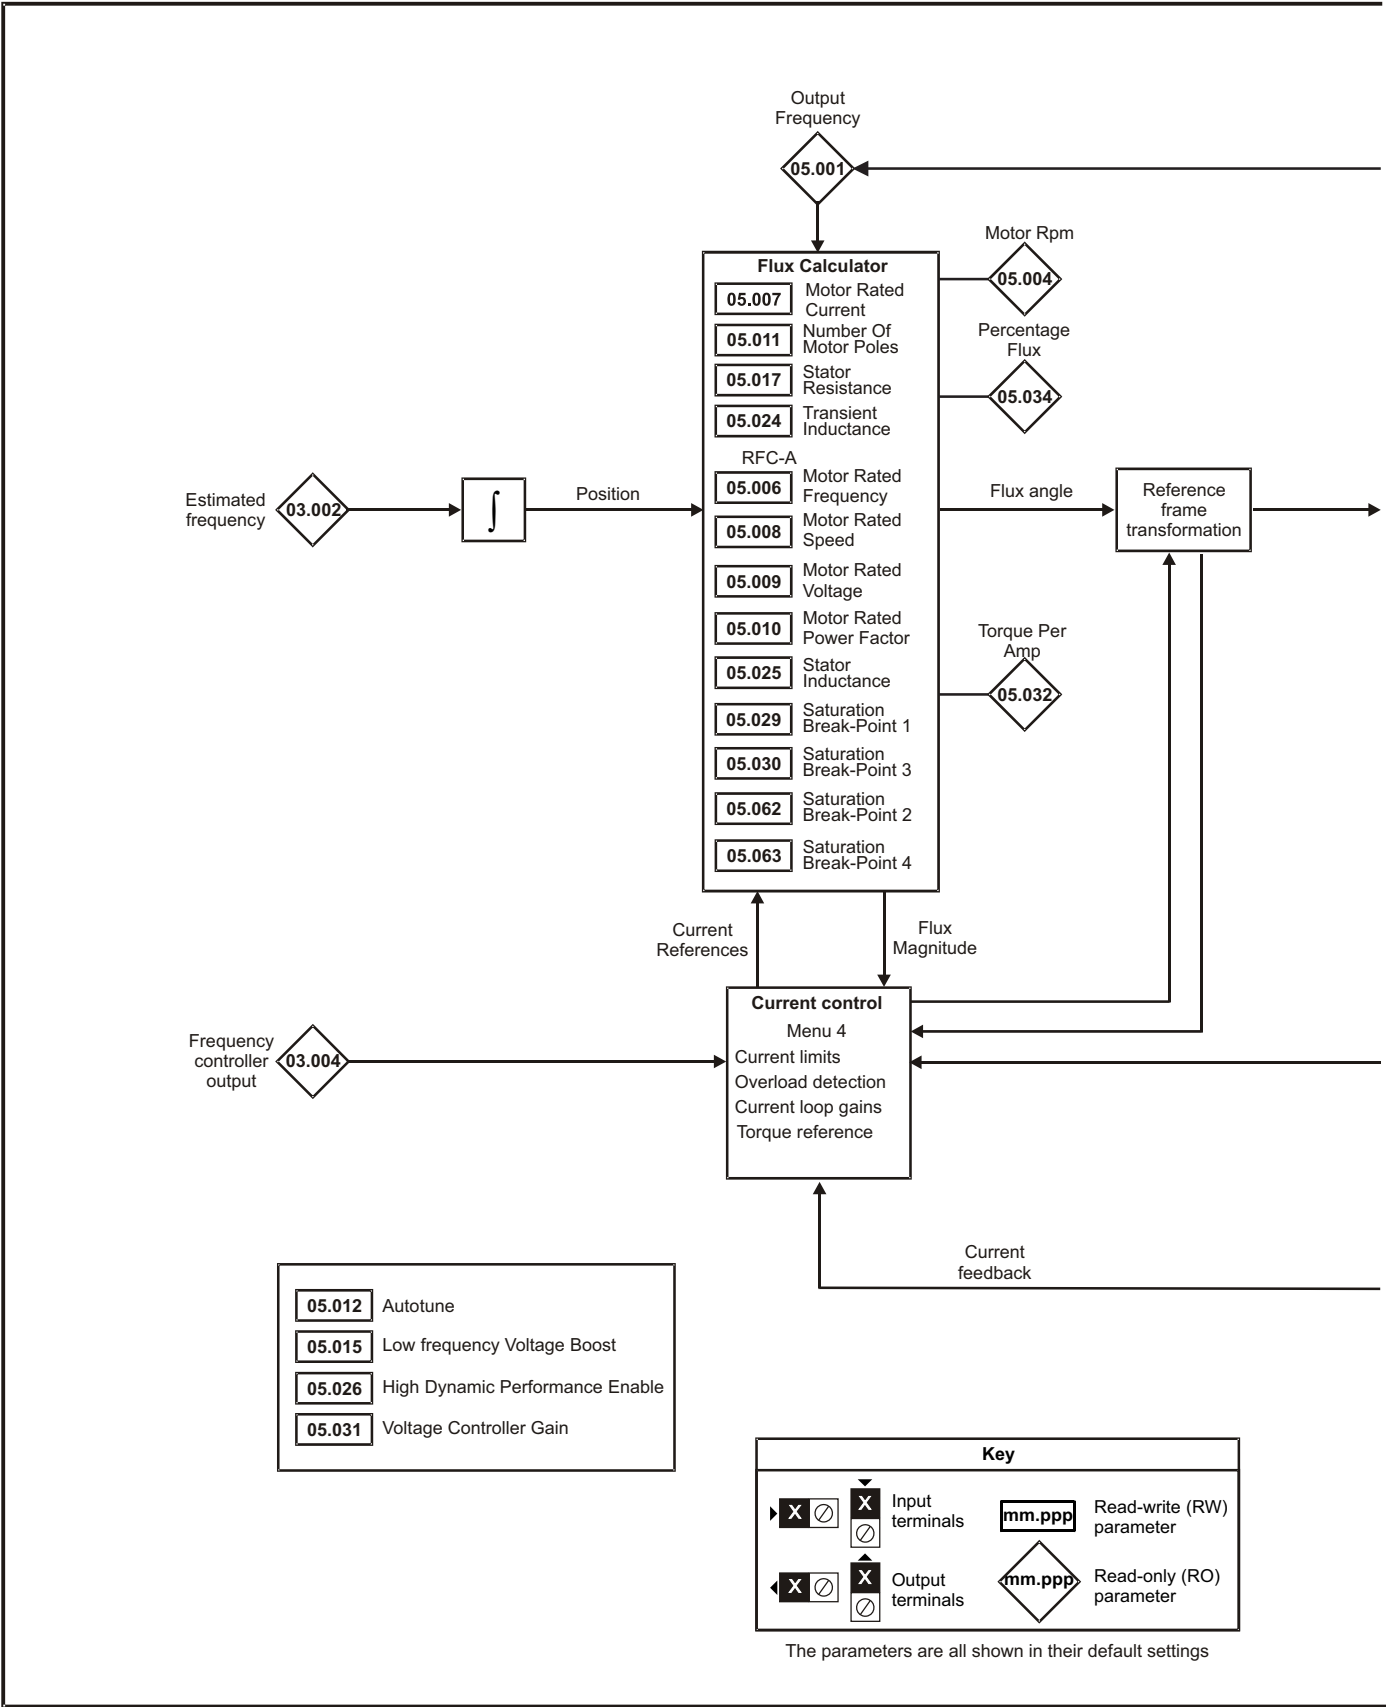 Output
Frequency
05.001
Motor Rpm
05.004
Percentage
Flux
05.034
Flux Calculator
05.007 Motor Rated
Current
05.011 Number Of
Motor Poles
05.017 Stator
Resistance
05.024 Transient
Inductance
RFC-A
05.006 Motor Rated
Frequency
05.008 Motor Rated
Speed
05.009 Motor Rated
Voltage
05.010 Motor Rated
Power Factor
05.025 Stator
Inductance
05.029 Saturation
Break-Point 1
05.030 Saturation
Break-Point 3
05.062 Saturation
Break-Point 2
05.063 Saturation
Break-Point 4
Estimated
frequency
03.002
∫
Position
Flux angle
Reference
frame
transformation
Torque Per
Amp
05.032
Current
References
Flux
Magnitude
Frequency
controller
output
03.004
Current control
Menu 4
Current limits
Overload detection
Current loop gains
Torque reference
Current
feedback
05.012 Autotune
05.015 Low frequency Voltage Boost
05.026 High Dynamic Performance Enable
05.031 Voltage Controller Gain
Key
X X Input
terminals
mm.ppp Read-write (RW)
parameter
X X Output
terminals
mm.ppp Read-only (RO)
parameter
The parameters are all shown in their default settings